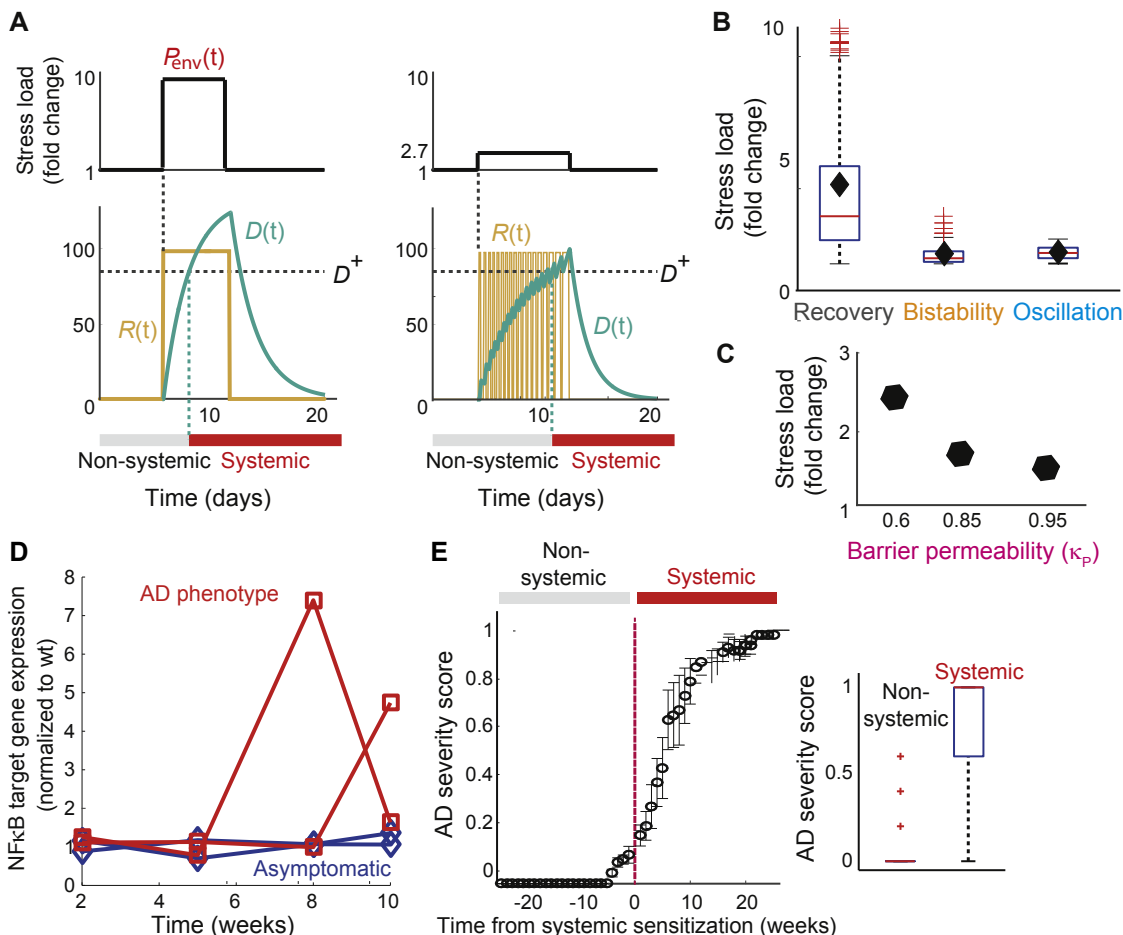 A
P_env(t)
Stress load
(fold change)
10
1
10
2.7
1
D(t)
R(t)
D+
100
50
0
10
20
R(t)
D(t)
D+
100
50
0
10
20
Non-systemic
Systemic
Non-systemic
Systemic
Time (days)
Time (days)
B
Stress load
(fold change)
10
5
0
Recovery
Bistability
Oscillation
C
Stress load
(fold change)
3
2
1
0.6
0.85
0.95
Barrier permeability (κP)
D
NFκB target gene expression
(normalized to wt)
8
7
6
5
4
3
2
1
0
AD phenotype
Asymptomatic
2
4
6
8
10
Time (weeks)
E
Non-
systemic
Systemic
AD severity score
1
0.8
0.6
0.4
0.2
0
-20
-10
0
10
20
Time from systemic sensitization (weeks)
AD severity score
1
0.5
0
Non-
systemic
Systemic